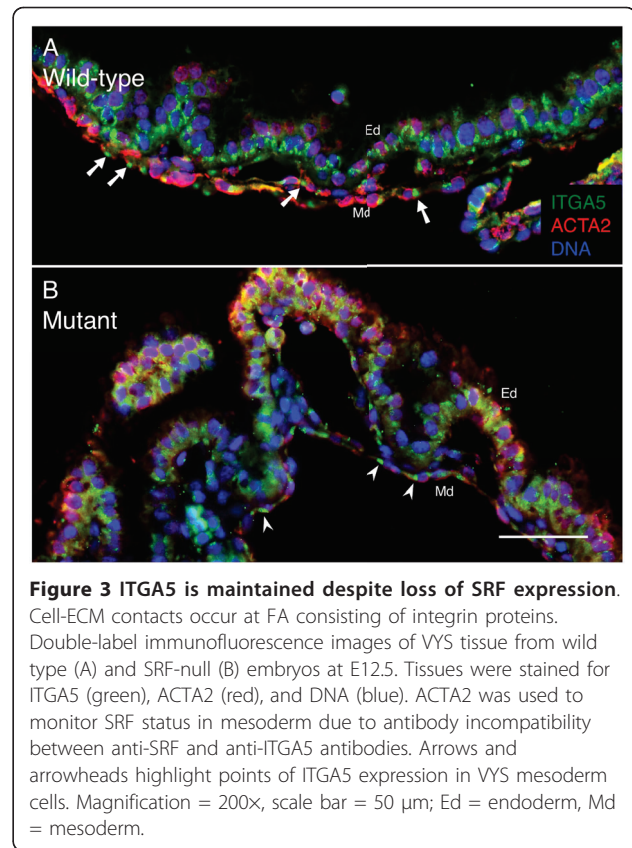 A
Wild-type
Ed
Md
ITGA5
ACTA2
DNA
B
Mutant
Ed
Md
Figure 3 ITGA5 is maintained despite loss of SRF expression.
Cell-ECM contacts occur at FA consisting of integrin proteins.
Double-label immunofluorescence images of VYS tissue from wild
type (A) and SRF-null (B) embryos at E12.5. Tissues were stained for
ITGA5 (green), ACTA2 (red), and DNA (blue). ACTA2 was used to
monitor SRF status in mesoderm due to antibody incompatibility
between anti-SRF and anti-ITGA5 antibodies. Arrows and
arrowheads highlight points of ITGA5 expression in VYS mesoderm
cells. Magnification = 200×, scale bar = 50 μm; Ed = endoderm, Md
= mesoderm.